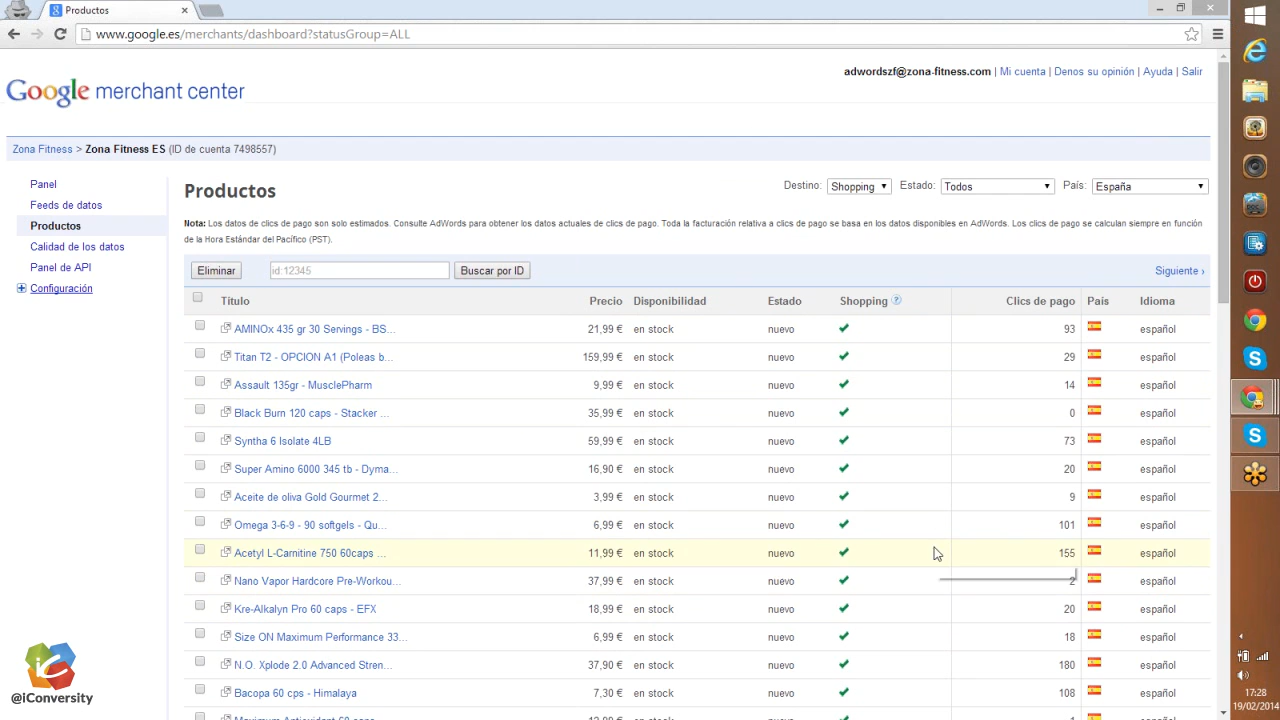 Productos
www.google.es/merchants/dashboard?statusGroup=ALL
adwordszf@zona-fitness.com | Mi cuenta | Denos su opinión | Ayuda | Salir
Google merchant center
Zona Fitness > Zona Fitness ES (ID de cuenta 7498557)
Panel
Feeds de datos
Productos
Calidad de los datos
Panel de API
Configuración
Productos
Destino: Shopping Estado: Todos País: España
Nota: Los datos de clics de pago son solo estimados. Consulte AdWords para obtener los datos actuales de clics de pago. Toda la facturación relativa a clics de pago se basa en los datos disponibles en AdWords. Los clics de pago se calculan siempre en función
de la Hora Estándar del Pacífico (PST).
Eliminar id:12345 Buscar por ID Siguiente ›
Título Precio Disponibilidad Estado Shopping ? Clics de pago País Idioma
AMINOx 435 gr 30 Servings - BS... 21,99 € en stock nuevo 93 español
Titan T2 - OPCION A1 (Poleas b... 159,99 € en stock nuevo 29 español
Assault 135gr - MusclePharm 9,99 € en stock nuevo 14 español
Black Burn 120 caps - Stacker ... 35,99 € en stock nuevo 0 español
Syntha 6 Isolate 4LB 59,99 € en stock nuevo 73 español
Super Amino 6000 345 tb - Dyma... 16,90 € en stock nuevo 20 español
Aceite de oliva Gold Gourmet 2... 3,99 € en stock nuevo 9 español
Omega 3-6-9 - 90 softgels - Qu... 6,99 € en stock nuevo 101 español
Acetyl L-Carnitine 750 60caps ... 11,99 € en stock nuevo 155 español
Nano Vapor Hardcore Pre-Workou... 37,99 € en stock nuevo 2 español
Kre-Alkalyn Pro 60 caps - EFX 18,99 € en stock nuevo 20 español
Size ON Maximum Performance 33... 6,99 € en stock nuevo 18 español
N.O. Xplode 2.0 Advanced Stren... 37,90 € en stock nuevo 180 español
Bacopa 60 cps - Himalaya 7,30 € en stock nuevo 108 español
iC
@iConversity
17:28
19/02/2014